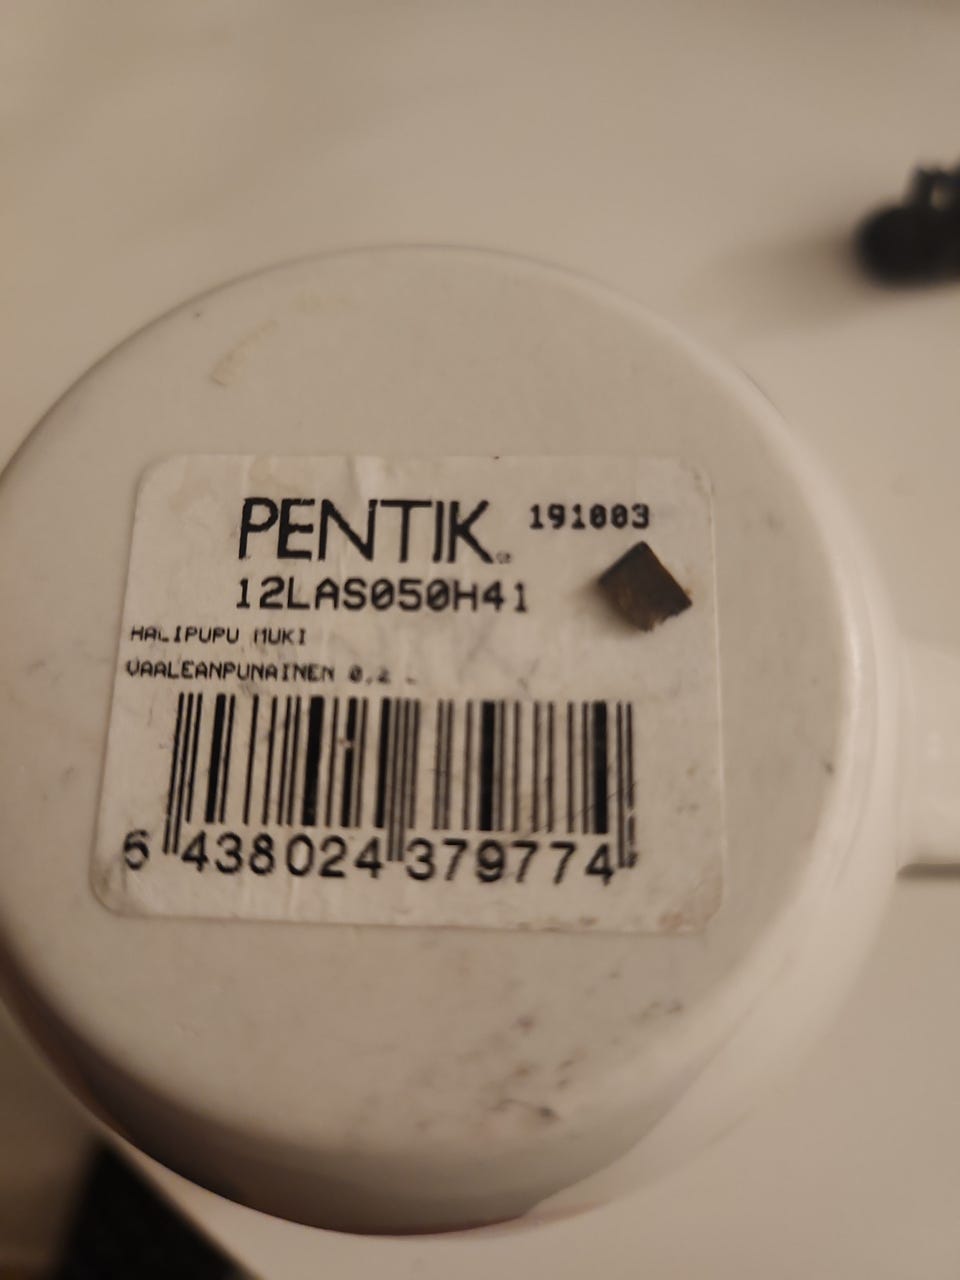 PENTIK 191003
12LAS050H41
HALIPUPU MUKI
VAALEANPUNAINEN 0,2
6 438024 379774